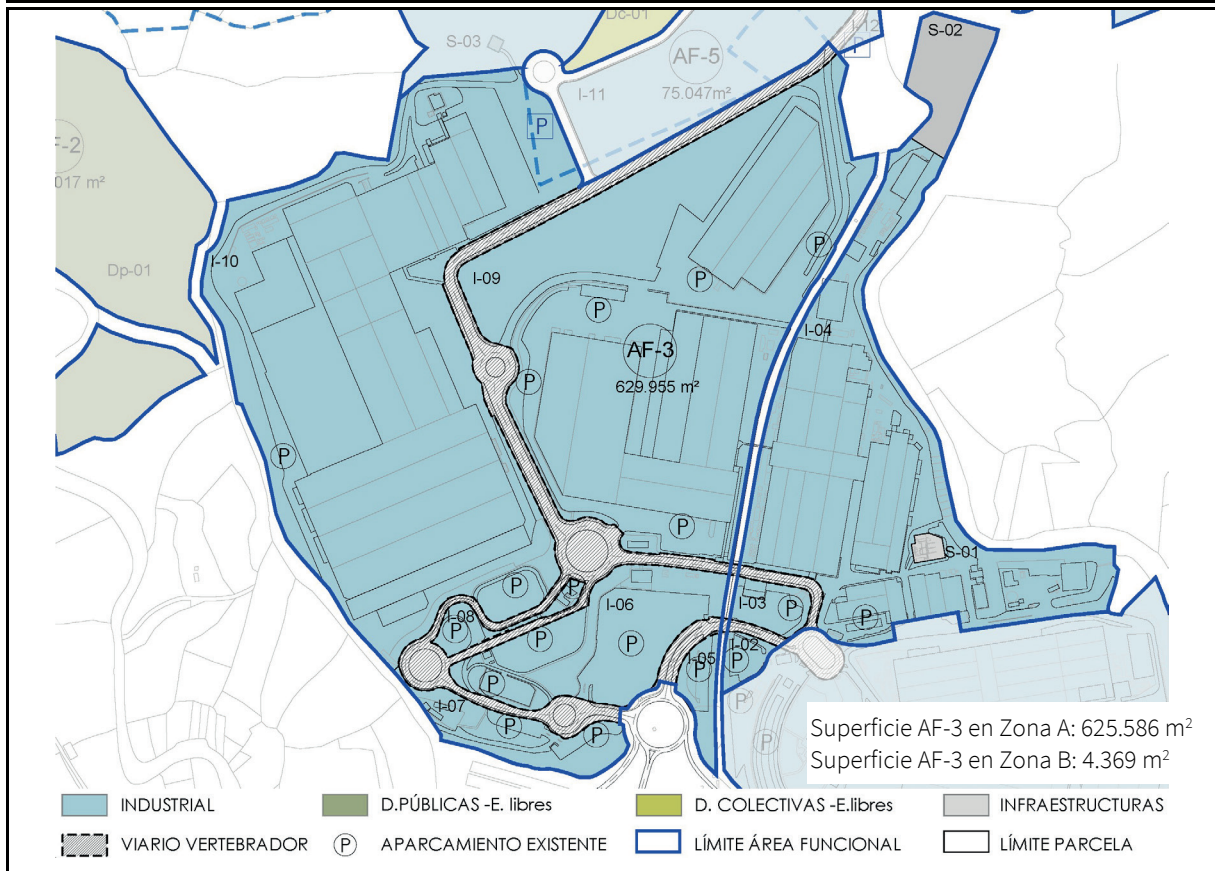 Dc-01
S-03
I-12
S-02
AF-5
75.047m²
P
I-11
P
F-2
017 m²
Dp-01
I-10
I-09
P
P
P
I-04
AF-3
629.955 m²
P
P
P
S-01
P
P
I-06
I-03
P
P
I-08
P
P
P
I-02
I-05
P
P
P
I-07
P
P
P
P
Superficie AF-3 en Zona A: 625.586 m²
Superficie AF-3 en Zona B: 4.369 m²
INDUSTRIAL
D.PÚBLICAS -E. libres
D. COLECTIVAS -E.libres
INFRAESTRUCTURAS
VIARIO VERTEBRADOR
P
APARCAMIENTO EXISTENTE
LÍMITE ÁREA FUNCIONAL
LÍMITE PARCELA